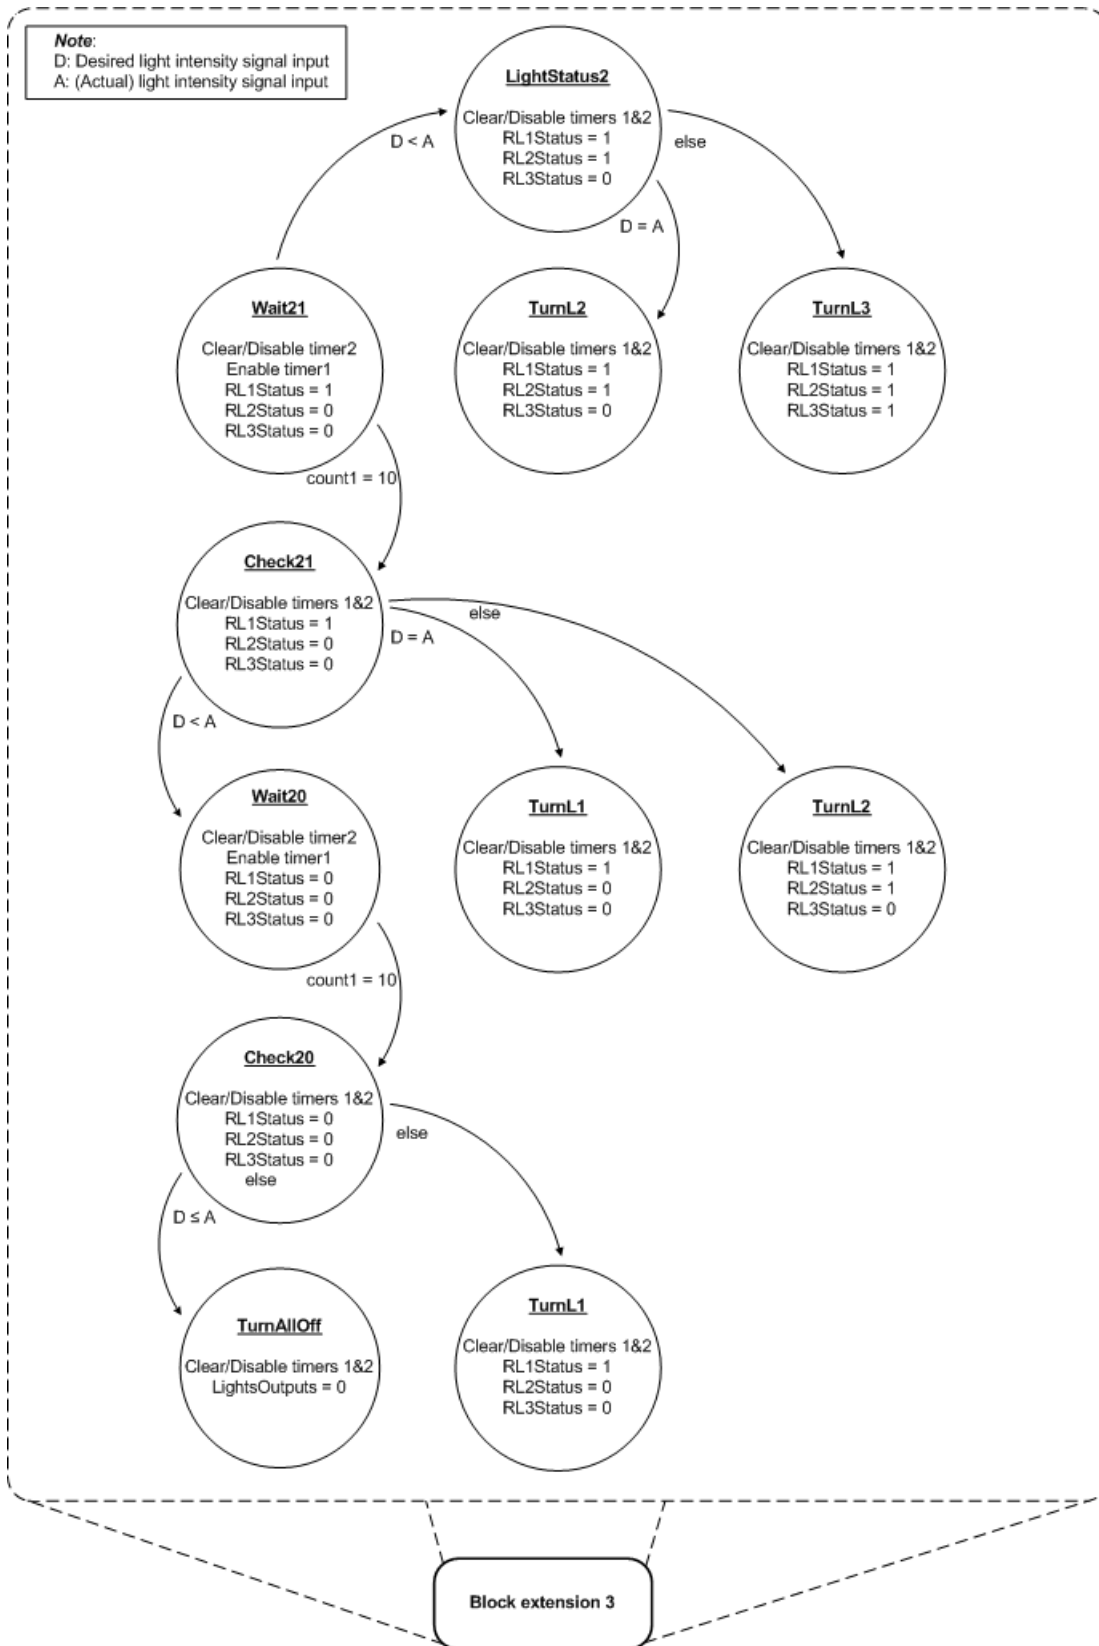 Note:
D: Desired light intensity signal input
A: (Actual) light intensity signal input
LightStatus2
Clear/Disable timers 1&2
RL1Status = 1
RL2Status = 1
RL3Status = 0
D < A
else
D = A
Wait21
Clear/Disable timer2
Enable timer1
RL1Status = 1
RL2Status = 0
RL3Status = 0
TurnL2
Clear/Disable timers 1&2
RL1Status = 1
RL2Status = 1
RL3Status = 0
TurnL3
Clear/Disable timers 1&2
RL1Status = 1
RL2Status = 1
RL3Status = 1
count1 = 10
Check21
Clear/Disable timers 1&2
RL1Status = 1
RL2Status = 0
RL3Status = 0
else
D = A
D < A
Wait20
Clear/Disable timer2
Enable timer1
RL1Status = 0
RL2Status = 0
RL3Status = 0
TurnL1
Clear/Disable timers 1&2
RL1Status = 1
RL2Status = 0
RL3Status = 0
TurnL2
Clear/Disable timers 1&2
RL1Status = 1
RL2Status = 1
RL3Status = 0
count1 = 10
Check20
Clear/Disable timers 1&2
RL1Status = 0
RL2Status = 0
RL3Status = 0
else
else
D ≤ A
TurnAllOff
Clear/Disable timers 1&2
LightsOutputs = 0
TurnL1
Clear/Disable timers 1&2
RL1Status = 1
RL2Status = 0
RL3Status = 0
Block extension 3